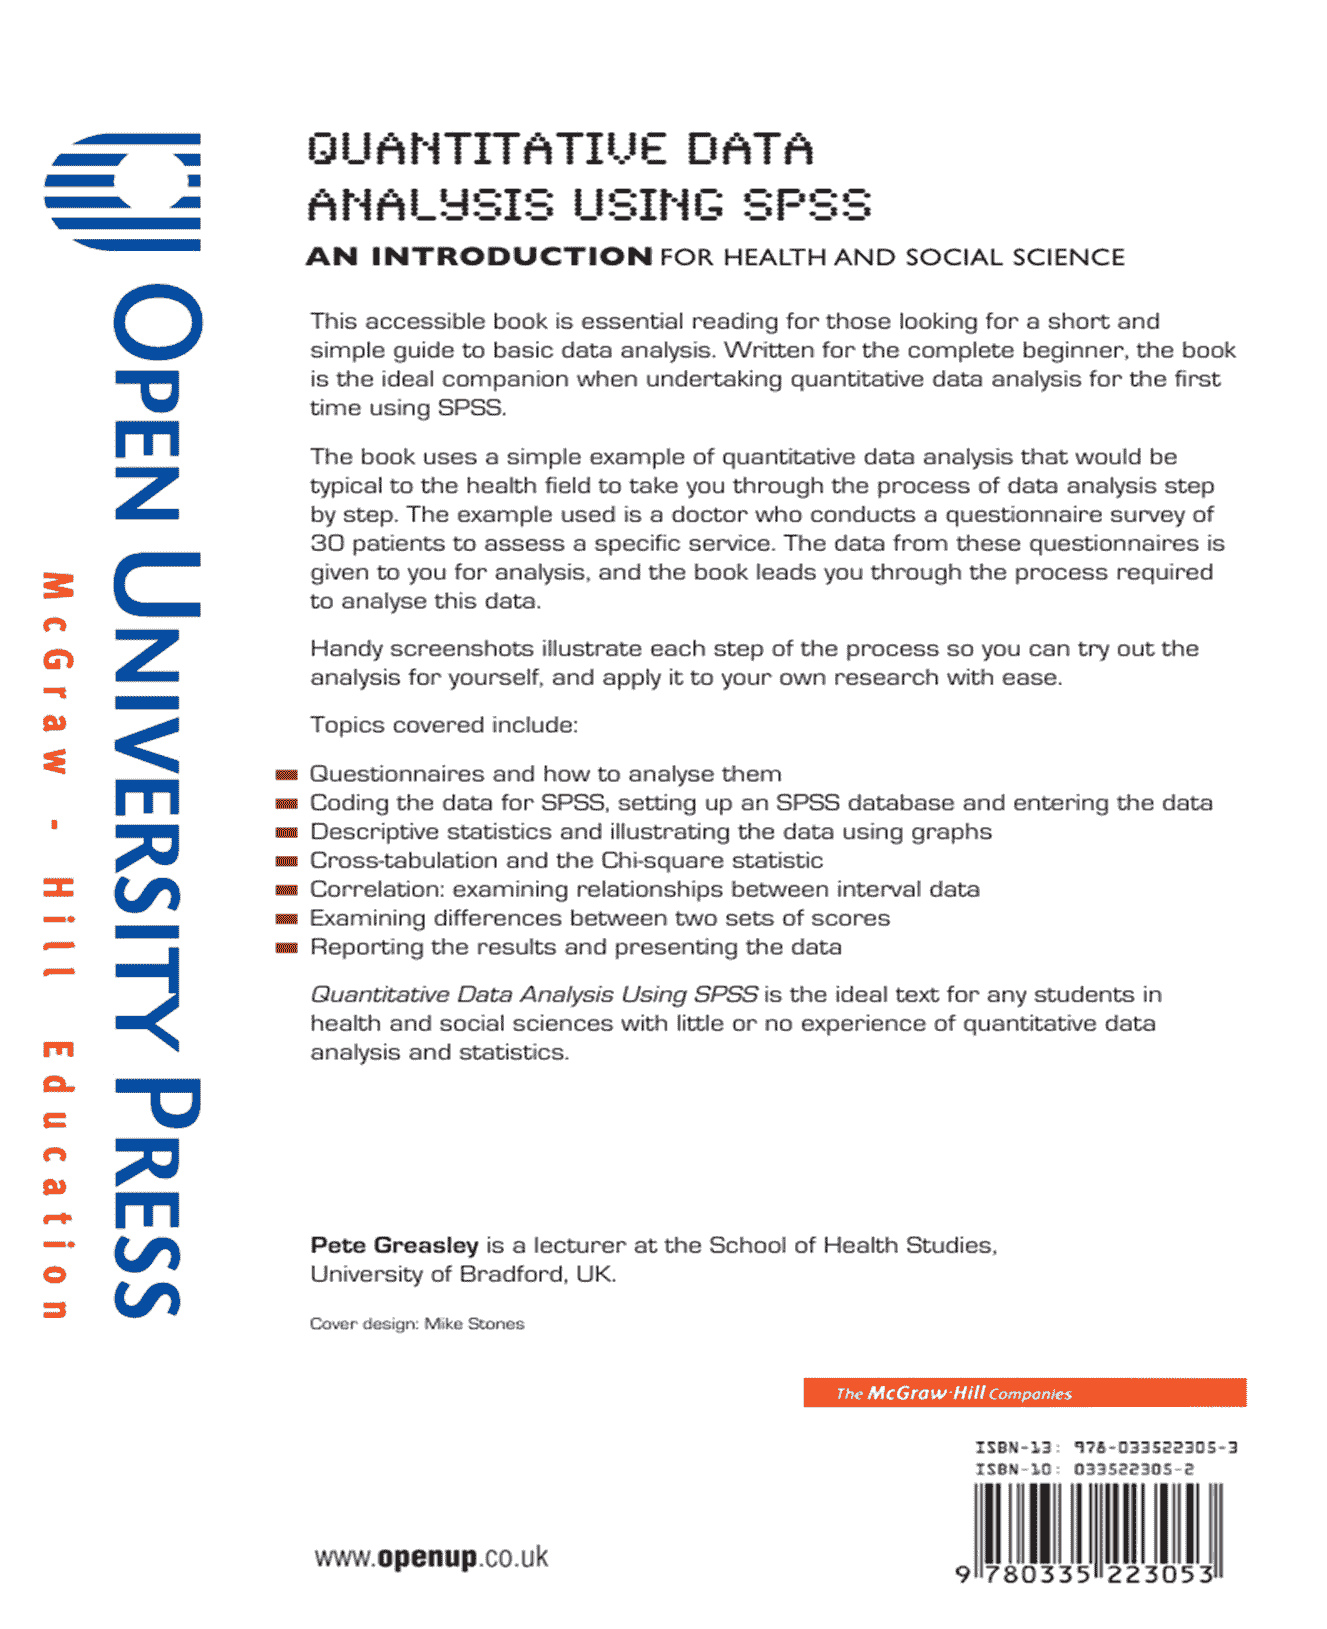 QUANTITATIVE DATA
ANALYSIS USING SPSS
AN INTRODUCTION FOR HEALTH AND SOCIAL SCIENCE
This accessible book is essential reading for those looking for a short and
simple guide to basic data analysis. Written for the complete beginner, the book
is the ideal companion when undertaking quantitative data analysis for the first
time using SPSS.
The book uses a simple example of quantitative data analysis that would be
typical to the health field to take you through the process of data analysis step
by step. The example used is a doctor who conducts a questionnaire survey of
30 patients to assess a specific service. The data from these questionnaires is
given to you for analysis, and the book leads you through the process required
to analyse this data.
Handy screenshots illustrate each step of the process so you can try out the
analysis for yourself, and apply it to your own research with ease.
Topics covered include:
Questionnaires and how to analyse them
Coding the data for SPSS, setting up an SPSS database and entering the data
Descriptive statistics and illustrating the data using graphs
Cross-tabulation and the Chi-square statistic
Correlation: examining relationships between interval data
Examining differences between two sets of scores
Reporting the results and presenting the data
Quantitative Data Analysis Using SPSS is the ideal text for any students in
health and social sciences with little or no experience of quantitative data
analysis and statistics.
Pete Greasley is a lecturer at the School of Health Studies,
University of Bradford, UK.
Cover design: Mike Stones
The McGraw·Hill Companies
ISBN-13: 978-033522305-3
ISBN-10: 033522305-2
9 780335 223053
www.openup.co.uk
OPEN UNIVERSITY PRESS
McGraw - Hill Education